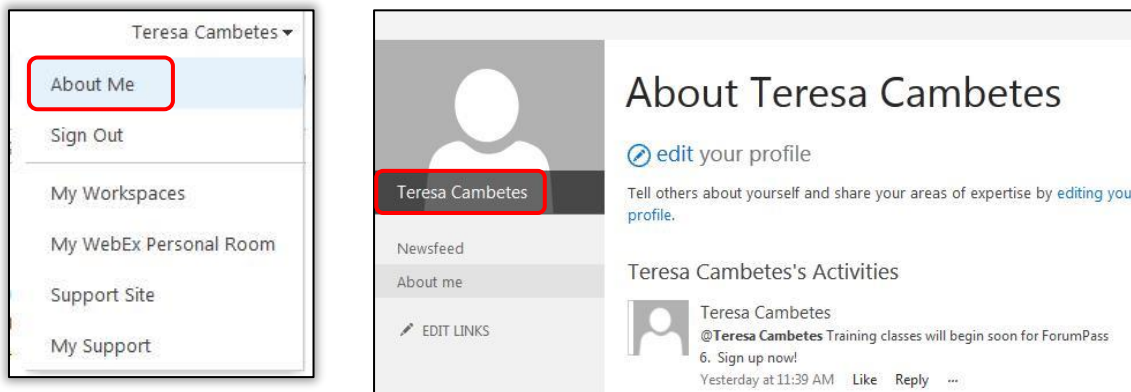 Teresa Cambetes
About Me
Sign Out
My Workspaces
My WebEx Personal Room
Support Site
My Support
Teresa Cambetes
Newsfeed
About me
EDIT LINKS
About Teresa Cambetes
edit your profile
Tell others about yourself and share your areas of expertise by editing you
profile.
Teresa Cambetes's Activities
Teresa Cambetes
@Teresa Cambetes Training classes will begin soon for ForumPass
6. Sign up now!
Yesterday at 11:39 AM Like Reply ...